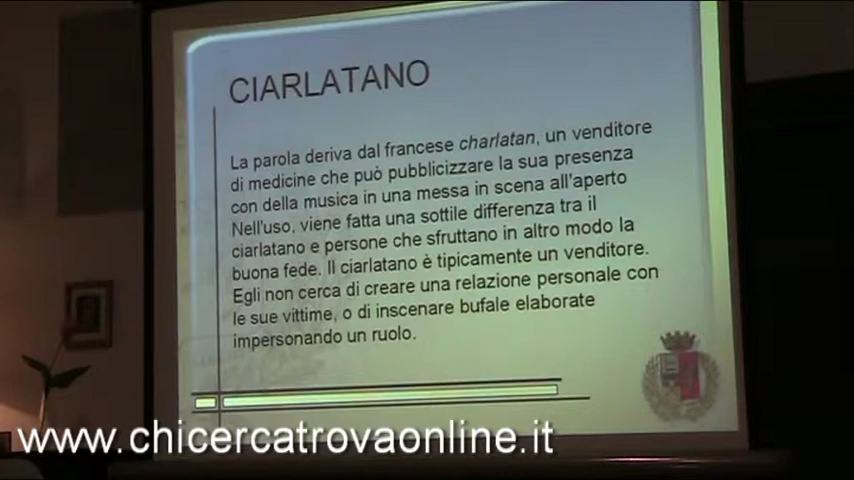 CIARLATANO
La parola deriva dal francese charlatan, un venditore
di medicine che può pubblicizzare la sua presenza
con della musica in una messa in scena all'aperto
Nell'uso, viene fatta una sottile differenza tra il
ciarlatano e persone che sfruttano in altro modo la
buona fede. Il ciarlatano è tipicamente un venditore.
Egli non cerca di creare una relazione personale con
le sue vittime, o di inscenare bufale elaborate
impersonando un ruolo.
www.chicercatrovaonline.it